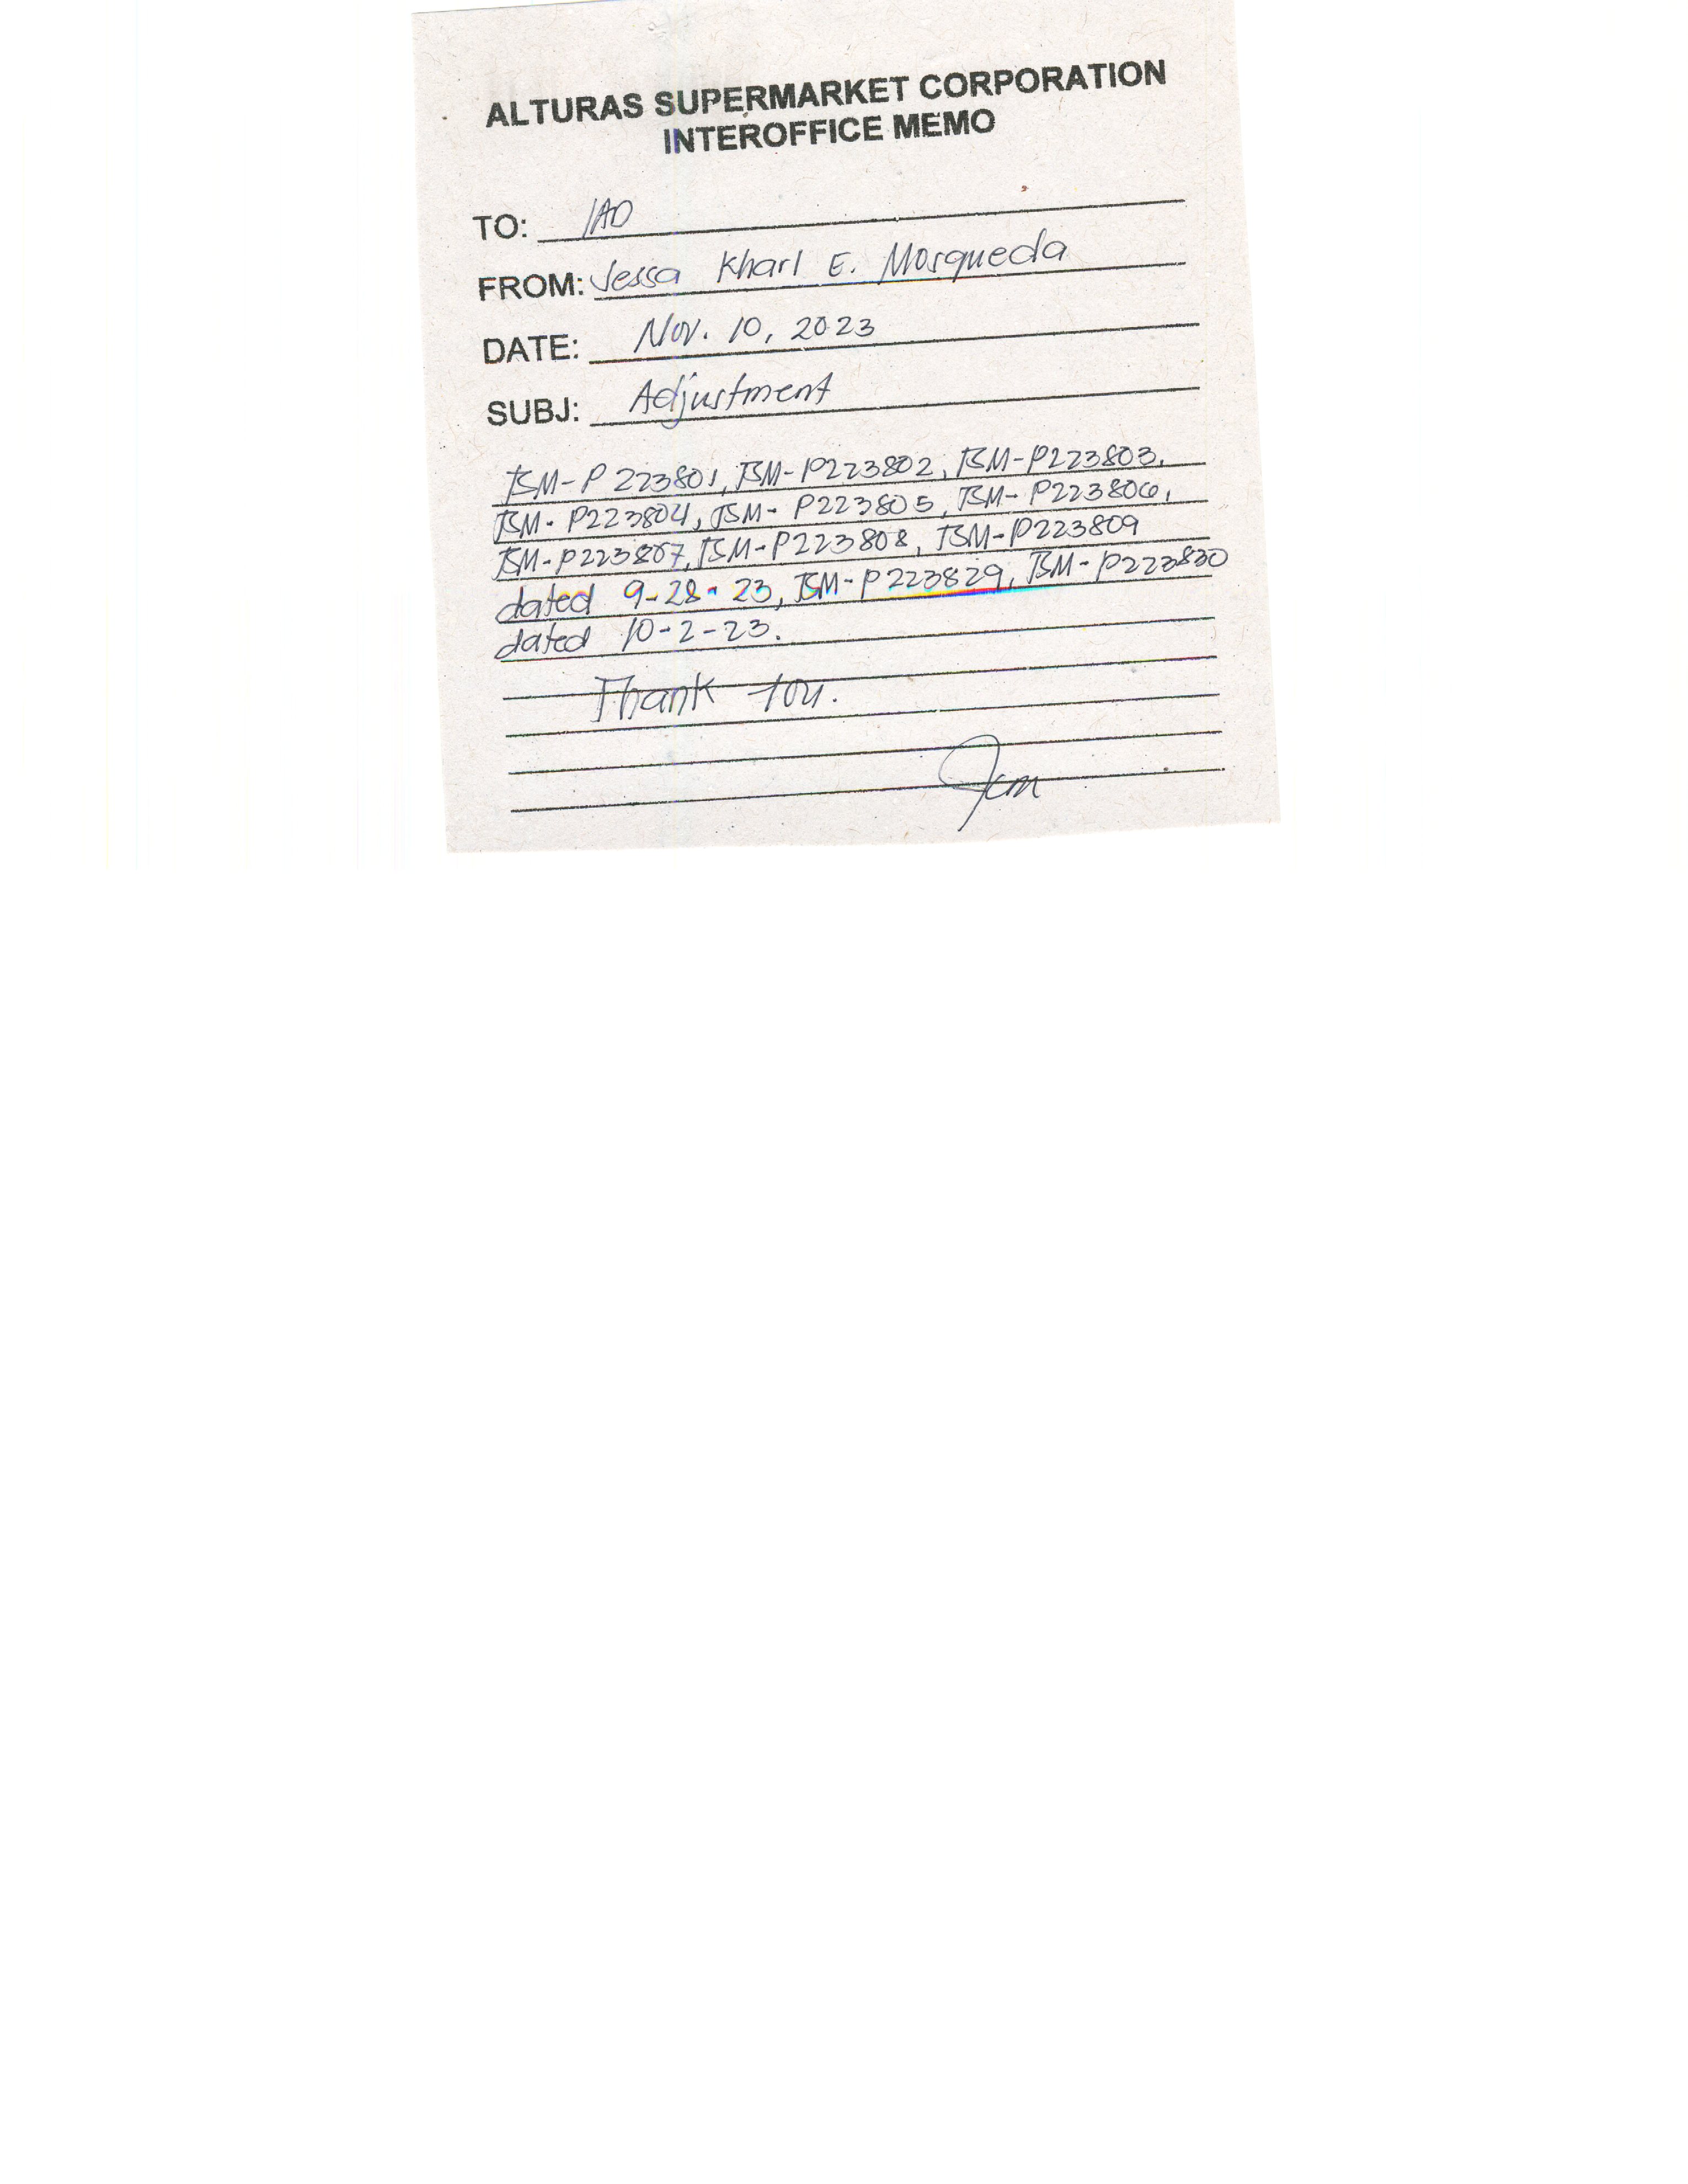 ALTURAS SUPERMARKET CORPORATION
INTEROFFICE MEMO
TO: IAD
FROM: Jessa Kharl E. Mosqueda
DATE: Nov. 10, 2023
SUBJ: Adjustment
TSM-P223801, TSM-P223802, TSM-P223803,
TSM-P223804, TSM-P223805, TSM-P223806,
TSM-P223807, TSM-P223808, TSM-P223809
dated 9-28-23, TSM-P223829, TSM-P223830
dated 10-2-23.
Thank You.